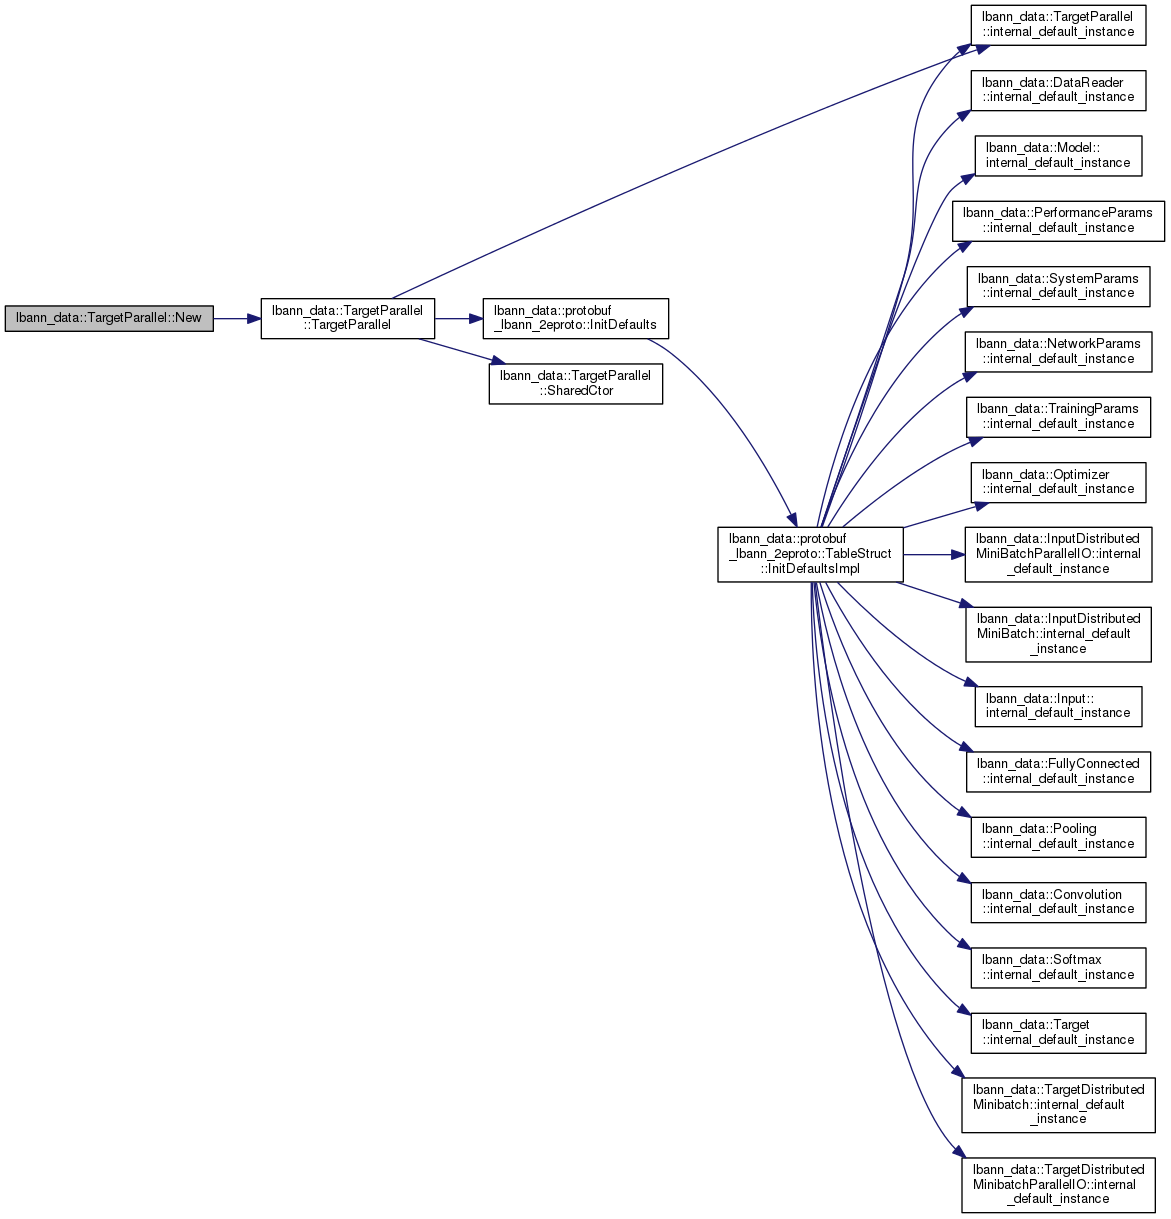 lbann_data::TargetParallel::New
lbann_data::TargetParallel
::TargetParallel
lbann_data::protobuf
_lbann_2eproto::InitDefaults
lbann_data::TargetParallel
::SharedCtor
lbann_data::protobuf
_lbann_2eproto::TableStruct
::InitDefaultsImpl
lbann_data::TargetParallel
::internal_default_instance
lbann_data::DataReader
::internal_default_instance
lbann_data::Model::
internal_default_instance
lbann_data::PerformanceParams
::internal_default_instance
lbann_data::SystemParams
::internal_default_instance
lbann_data::NetworkParams
::internal_default_instance
lbann_data::TrainingParams
::internal_default_instance
lbann_data::Optimizer
::internal_default_instance
lbann_data::InputDistributed
MiniBatchParallelIO::internal
_default_instance
lbann_data::InputDistributed
MiniBatch::internal_default
_instance
lbann_data::Input::
internal_default_instance
lbann_data::FullyConnected
::internal_default_instance
lbann_data::Pooling
::internal_default_instance
lbann_data::Convolution
::internal_default_instance
lbann_data::Softmax
::internal_default_instance
lbann_data::Target
::internal_default_instance
lbann_data::TargetDistributed
Minibatch::internal_default
_instance
lbann_data::TargetDistributed
MinibatchParallelIO::internal
_default_instance